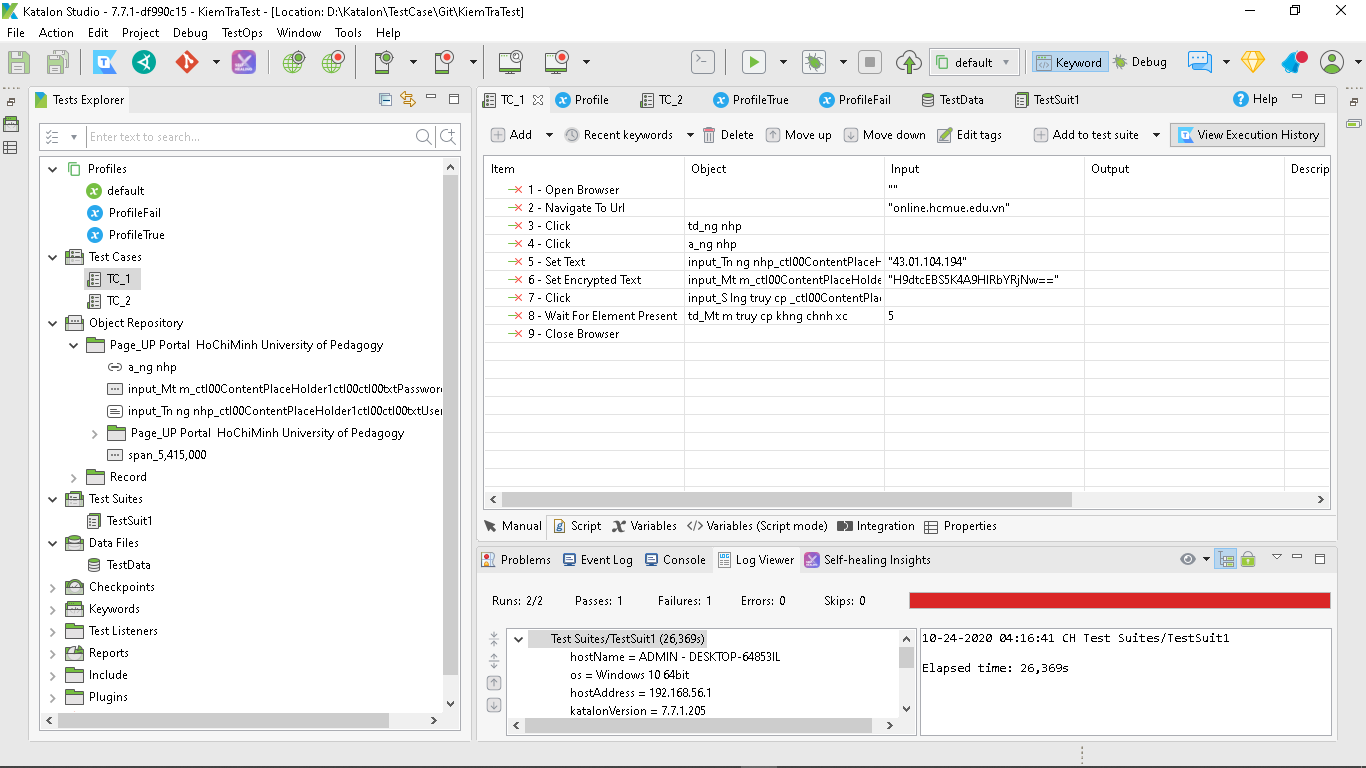 Katalon Studio - 7.7.1-df990c15 - KiemTraTest - [Location: D:\Katalon\TestCase\Git\KiemTraTest]
File Action Edit Project Debug TestOps Window Tools Help
default Keyword Debug
Tests Explorer
Enter text to search...
Profiles
default
ProfileFail
ProfileTrue
Test Cases
TC_1
TC_2
Object Repository
Page_UP Portal HoChiMinh University of Pedagogy
a_ng nhp
input_Mt m_ctl00ContentPlaceHolder1ctl00ctl00txtPassword
input_Tn ng nhp_ctl00ContentPlaceHolder1ctl00ctl00txtUse
Page_UP Portal HoChiMinh University of Pedagogy
span_5,415,000
Record
Test Suites
TestSuit1
Data Files
TestData
Checkpoints
Keywords
Test Listeners
Reports
Include
Plugins
TC_1 Profile TC_2 ProfileTrue ProfileFail TestData TestSuit1 Help
Add Recent keywords Delete Move up Move down Edit tags Add to test suite View Execution History
Item Object Input Output Descrip
1 - Open Browser ""
2 - Navigate To Url "online.hcmue.edu.vn"
3 - Click td_ng nhp
4 - Click a_ng nhp
5 - Set Text input_Tn ng nhp_ctl00ContentPlaceH "43.01.104.194"
6 - Set Encrypted Text input_Mt m_ctl00ContentPlaceHolde "H9dtcEBS5K4A9HIRbYRjNw=="
7 - Click input_S lng truy cp _ctl00ContentPla
8 - Wait For Element Present td_Mt m truy cp khng chnh xc 5
9 - Close Browser
Manual Script Variables Variables (Script mode) Integration Properties
Problems Event Log Console Log Viewer Self-healing Insights
Runs: 2/2 Passes: 1 Failures: 1 Errors: 0 Skips: 0
Test Suites/TestSuit1 (26,369s)
hostName = ADMIN - DESKTOP-64853IL
os = Windows 10 64bit
hostAddress = 192.168.56.1
katalonVersion = 7.7.1.205
10-24-2020 04:16:41 CH Test Suites/TestSuit1
Elapsed time: 26,369s